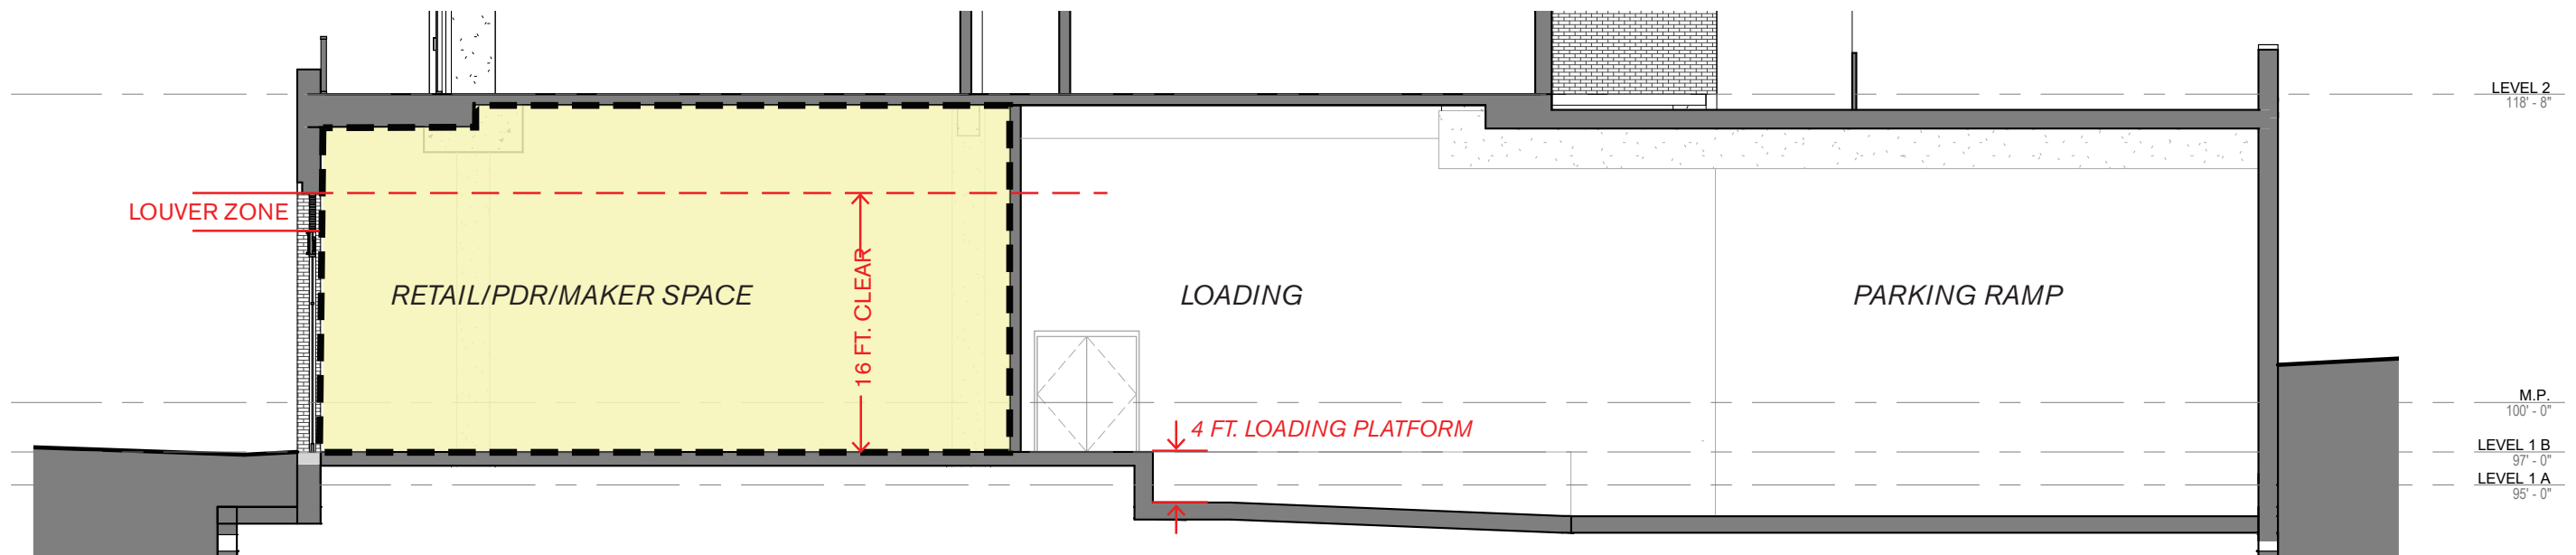 LEVEL 2
118' - 8"
LOUVER ZONE
RETAIL/PDR/MAKER SPACE
16 FT. CLEAR
LOADING
PARKING RAMP
M.P.
100' - 0"
4 FT. LOADING PLATFORM
LEVEL 1 B
97' - 0"
LEVEL 1 A
95' - 0"